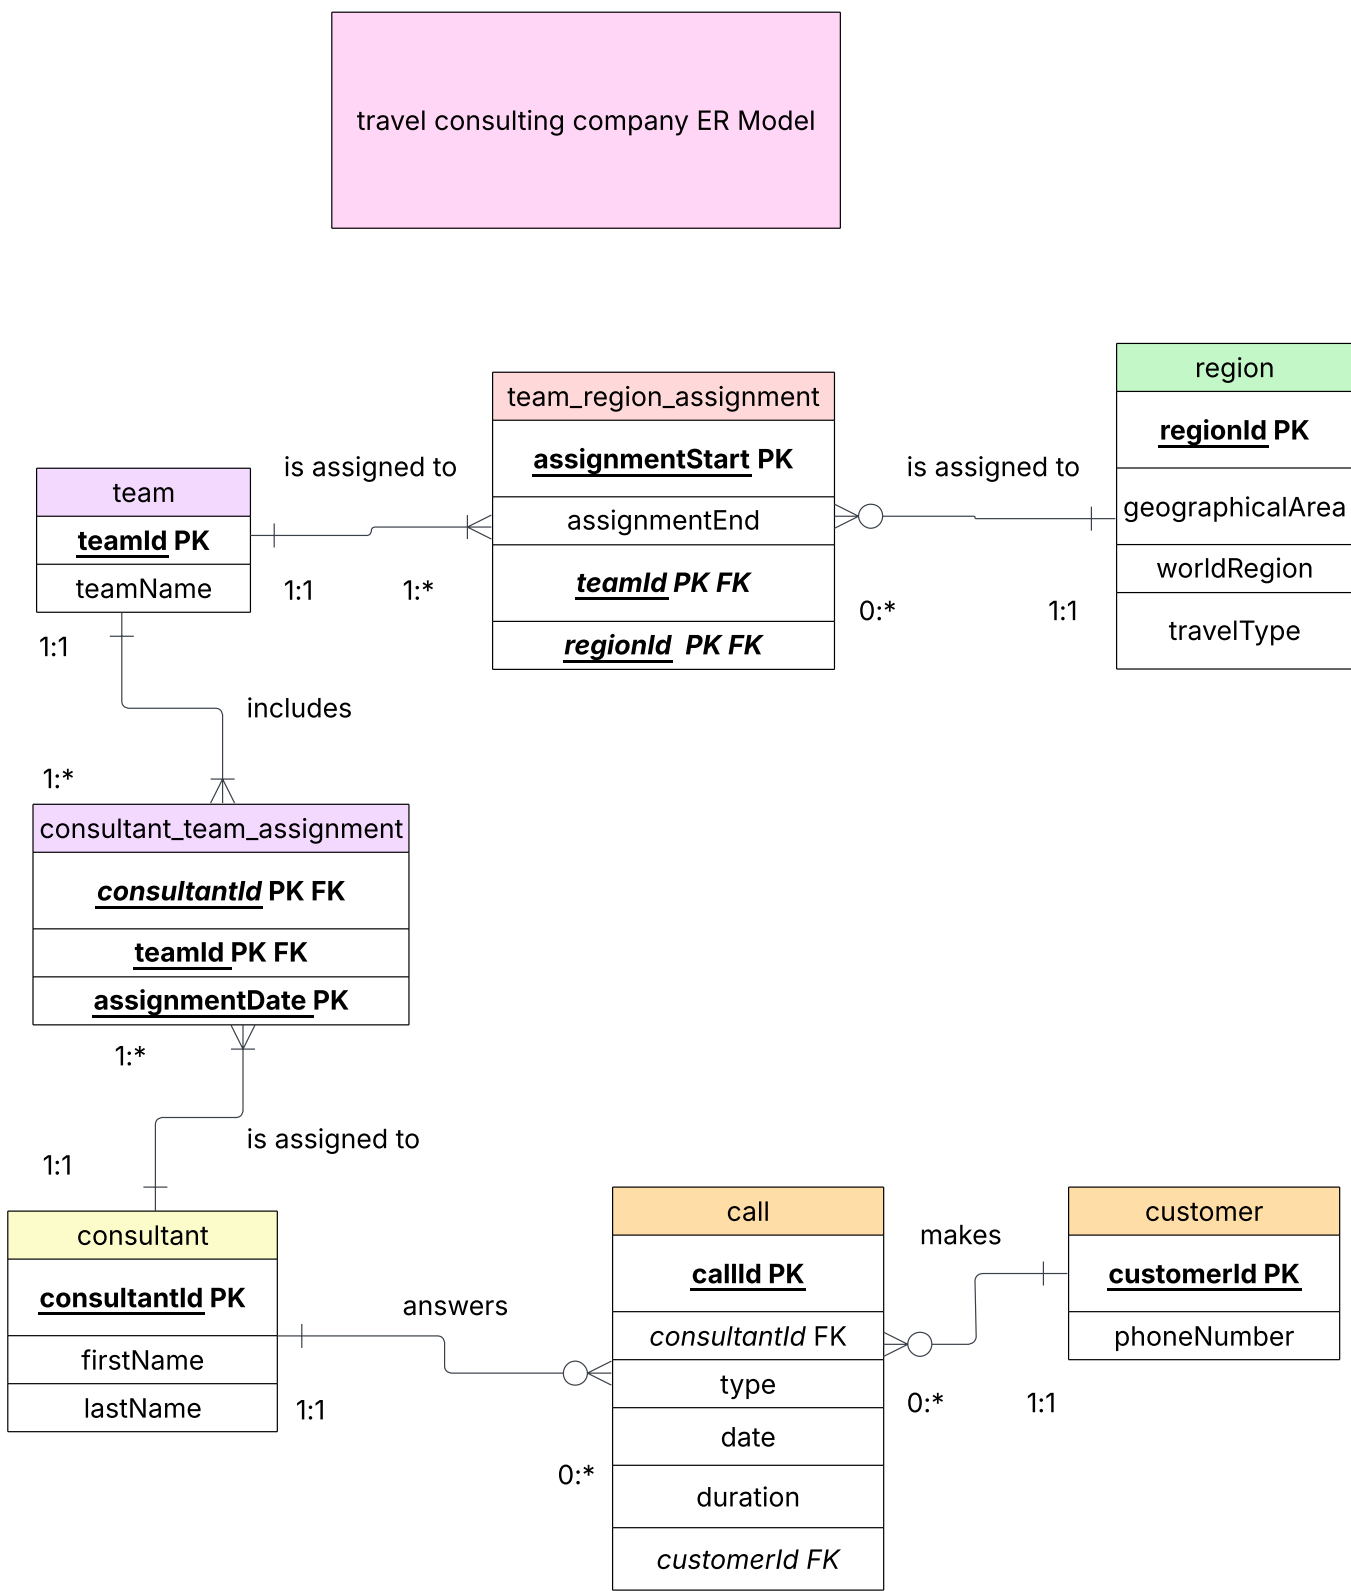 travel consulting company ER Model
region
regionId PK
geographicalArea
worldRegion
travelType
team_region_assignment
assignmentStart PK
assignmentEnd
teamId PK FK
regionId PK FK
is assigned to
0:*
1:1
is assigned to
1:1
1:*
team
teamId PK
teamName
1:1
includes
1:*
consultant_team_assignment
consultantId PK FK
teamId PK FK
assignmentDate PK
1:*
is assigned to
1:1
consultant
consultantId PK
firstName
lastName
answers
1:1
0:*
call
callId PK
consultantId FK
type
date
duration
customerId FK
makes
0:*
1:1
customer
customerId PK
phoneNumber